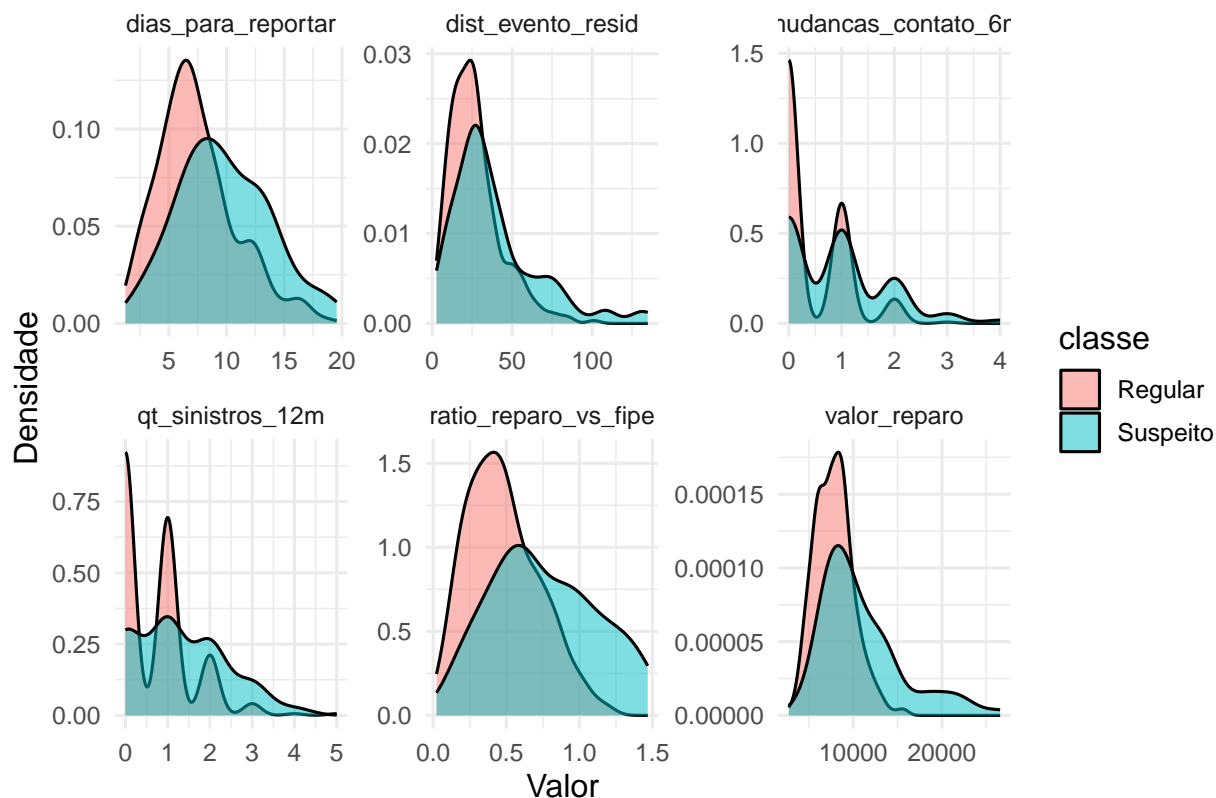 dias_para_reportar
dist_evento_resid
nudancas_contato_6r
0.10
0.05
0.00
5 10 15 20
0.03
0.02
0.01
0.00
0 50 100
1.5
1.0
0.5
0.0
0 1 2 3 4
qt_sinistros_12m
ratio_reparo_vs_fipe
valor_reparo
0.75
0.50
0.25
0.00
0 1 2 3 4 5
1.5
1.0
0.5
0.0
0.0 0.5 1.0 1.5
0.00015
0.00010
0.00005
0.00000
10000 20000
Densidade
Valor
classe
Regular
Suspeito